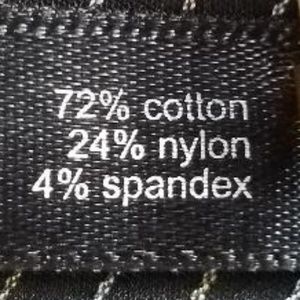 72% cotton
24% nylon
4% spandex